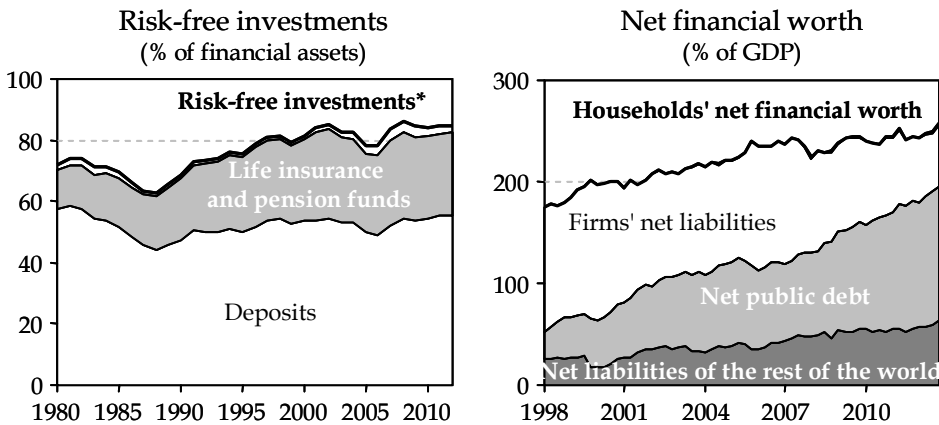 Risk-free investments
(% of financial assets)
100
80
60
40
20
0
Risk-free investments*
Life insurance
and pension funds
Deposits
1980 1985 1990 1995 2000 2005 2010
Net financial worth
(% of GDP)
300
200
100
0
Households' net financial worth
Firms' net liabilities
Net public debt
Net liabilities of the rest of the world
1998 2001 2004 2007 2010